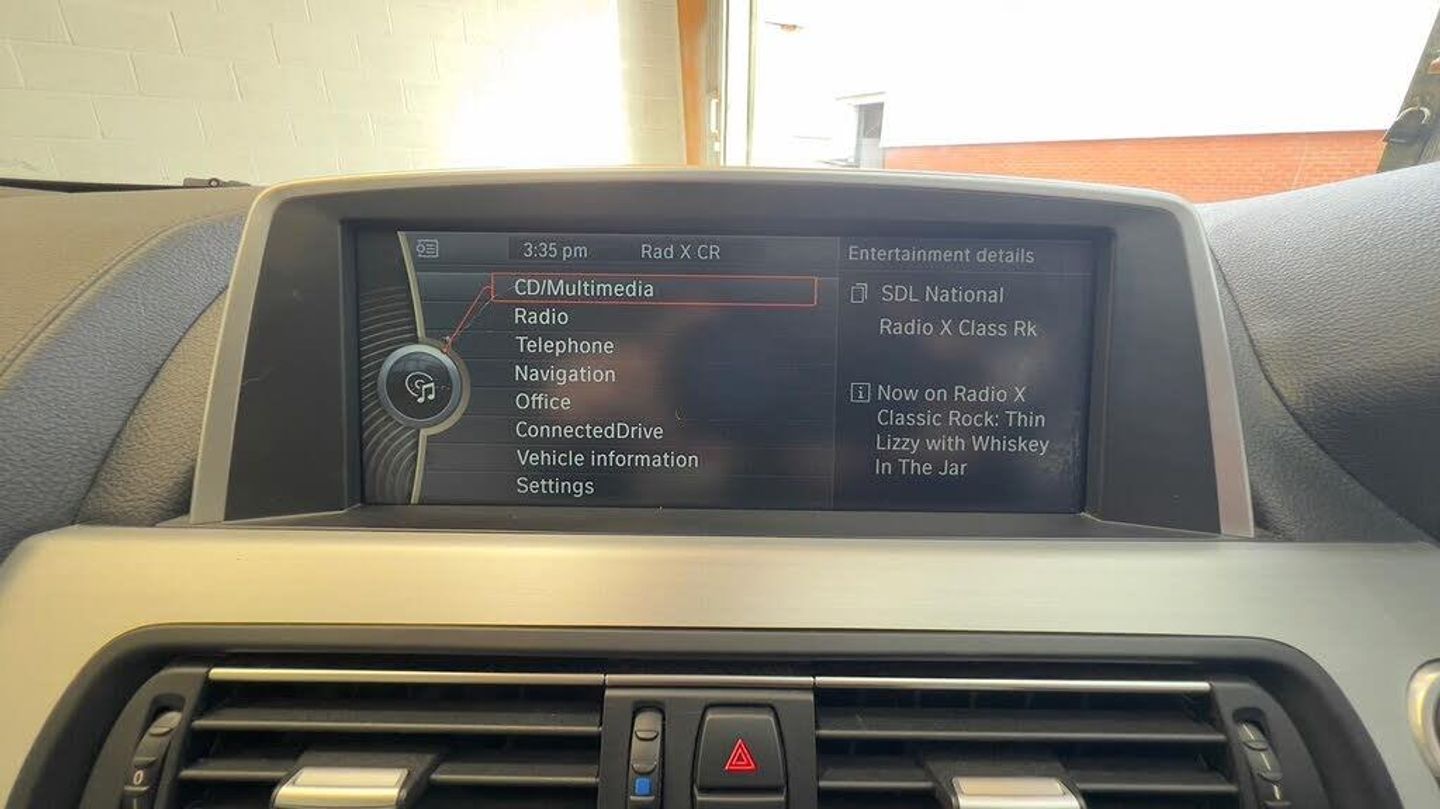 3:35 pm
Rad X CR
CD/Multimedia
Radio
Telephone
Navigation
Office
ConnectedDrive
Vehicle information
Settings
Entertainment details
SDL National
Radio X Class Rk
Now on Radio X
Classic Rock: Thin
Lizzy with Whiskey
In The Jar
0